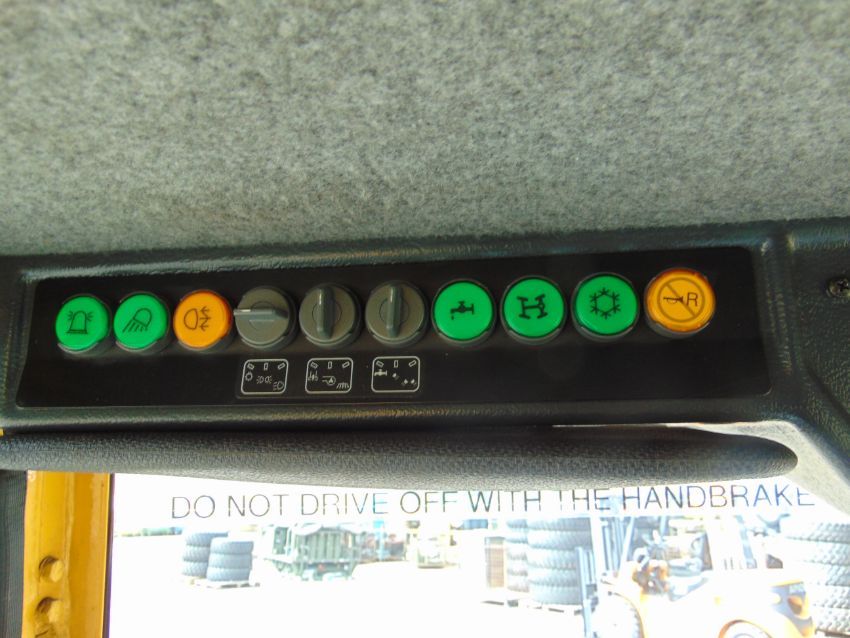 R
DO NOT DRIVE OFF WITH THE HANDBRAKE